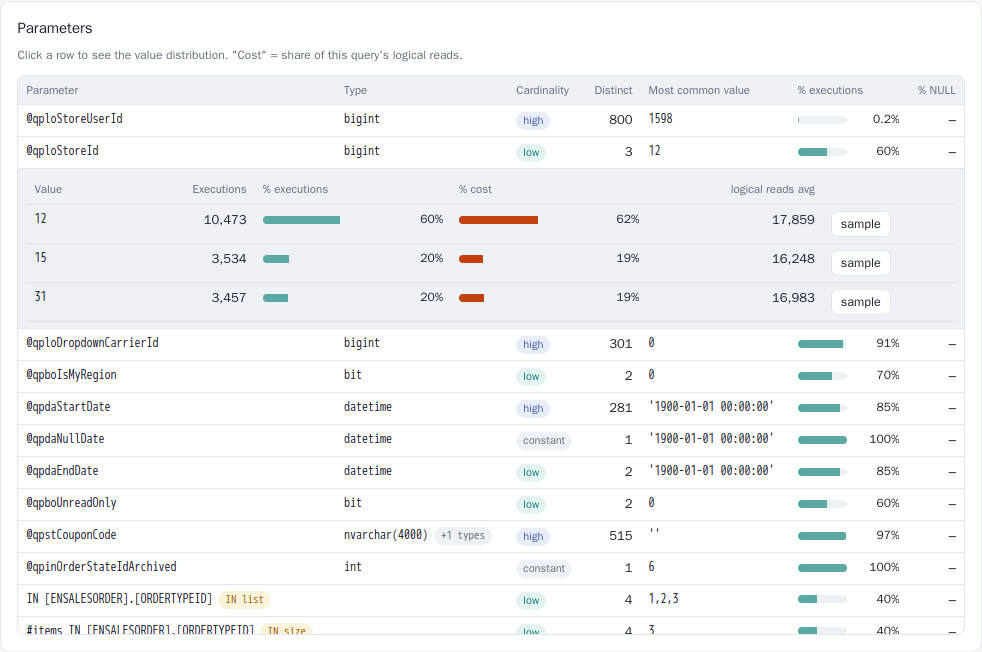 Parameters
Click a row to see the value distribution. "Cost" = share of this query's logical reads.
Parameter Type Cardinality Distinct Most common value % executions % NULL
@qploStoreUserId bigint high 800 1598 0.2% –
@qploStoreId bigint low 3 12 60% –
Value Executions % executions % cost logical reads avg
12 10,473 60% 62% 17,859 sample
15 3,534 20% 19% 16,248 sample
31 3,457 20% 19% 16,983 sample
@qploDropdownCarrierId bigint high 301 0 91% –
@qpboIsMyRegion bit low 2 0 70% –
@qpdaStartDate datetime high 281 '1900-01-01 00:00:00' 85% –
@qpdaNullDate datetime constant 1 '1900-01-01 00:00:00' 100% –
@qpdaEndDate datetime low 2 '1900-01-01 00:00:00' 85% –
@qpboUnreadOnly bit low 2 0 60% –
@qpstCouponCode nvarchar(4000) +1 types high 515 '' 97% –
@qpinOrderStateIdArchived int constant 1 6 100% –
IN [ENSALESORDER].[ORDERTYPEID] IN list low 4 1,2,3 40% –
#items IN [ENSALESORDER].[ORDERTYPEID] IN size low 4 3 40% –